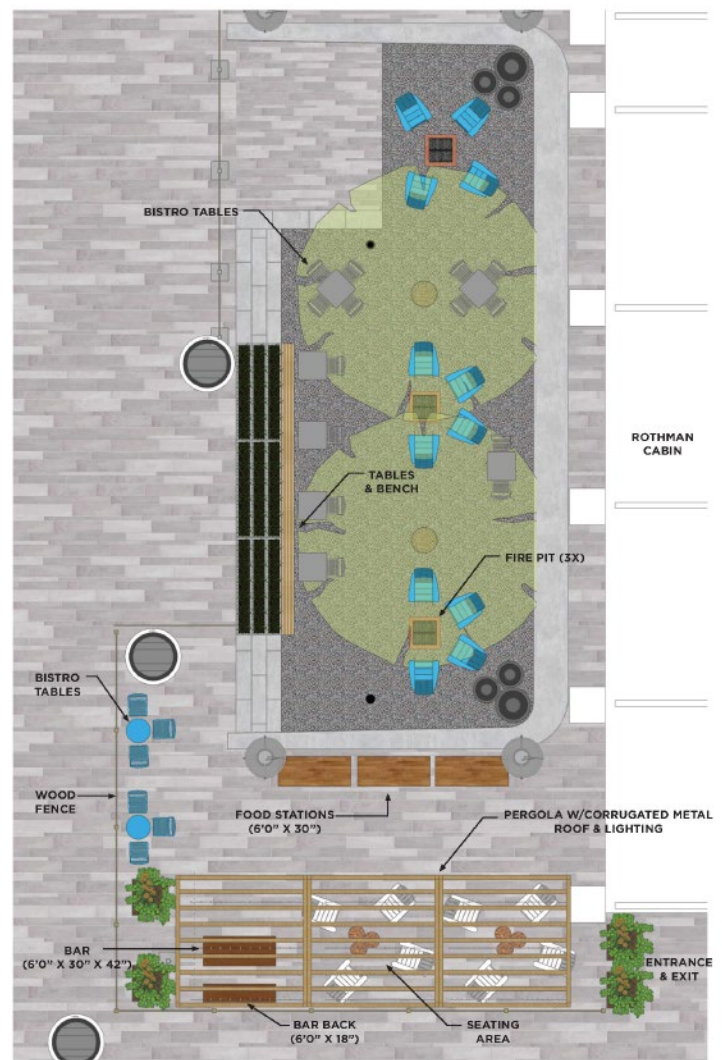 BISTRO TABLES
ROTHMAN
CABIN
TABLES
& BENCH
FIRE PIT (3X)
BISTRO
TABLES
WOOD
FENCE
FOOD STATIONS
(6'0" X 30")
PERGOLA W/CORRUGATED METAL
ROOF & LIGHTING
BAR
(6'0" X 30" X 42")
ENTRANCE
& EXIT
BAR BACK
(6'0" X 18")
SEATING
AREA